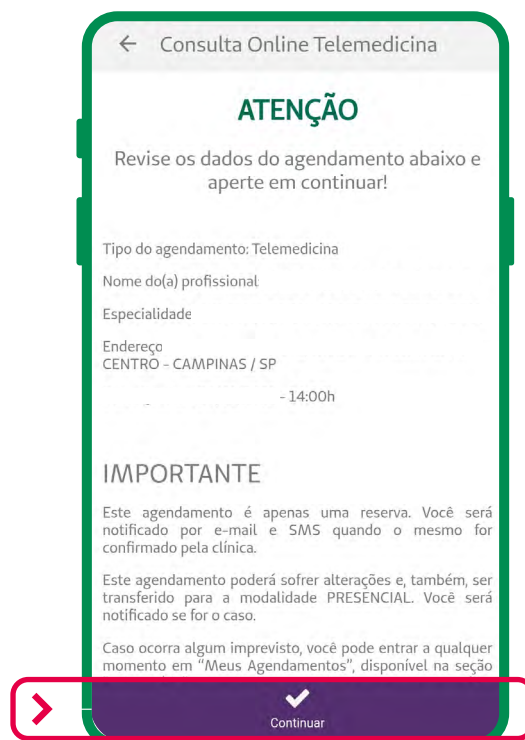 Consulta Online Telemedicina
ATENÇÃO
Revise os dados do agendamento abaixo e
aperte em continuar!
Tipo do agendamento: Telemedicina
Nome do(a) profissional
Especialidade
Endereço
CENTRO - CAMPINAS / SP
- 14:00h
IMPORTANTE
Este agendamento é apenas uma reserva. Você será
notificado por e-mail e SMS quando o mesmo for
confirmado pela clínica.
Este agendamento poderá sofrer alterações e, também, ser
transferido para a modalidade PRESENCIAL. Você será
notificado se for o caso.
Caso ocorra algum imprevisto, você pode entrar a qualquer
momento em “Meus Agendamentos”, disponível na seção
Continuar